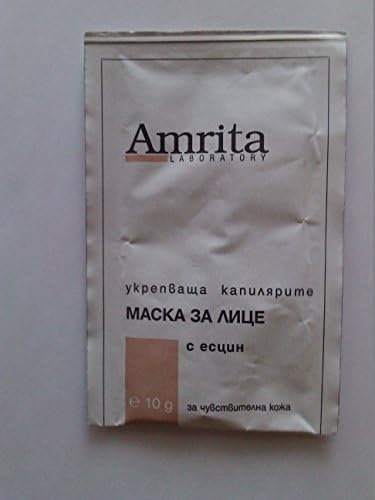 Amrita
LABORATORY
укрепваща капилярите
МАСКА ЗА ЛИЦЕ
с есцин
℮ 10 g
за чувствителна кожа